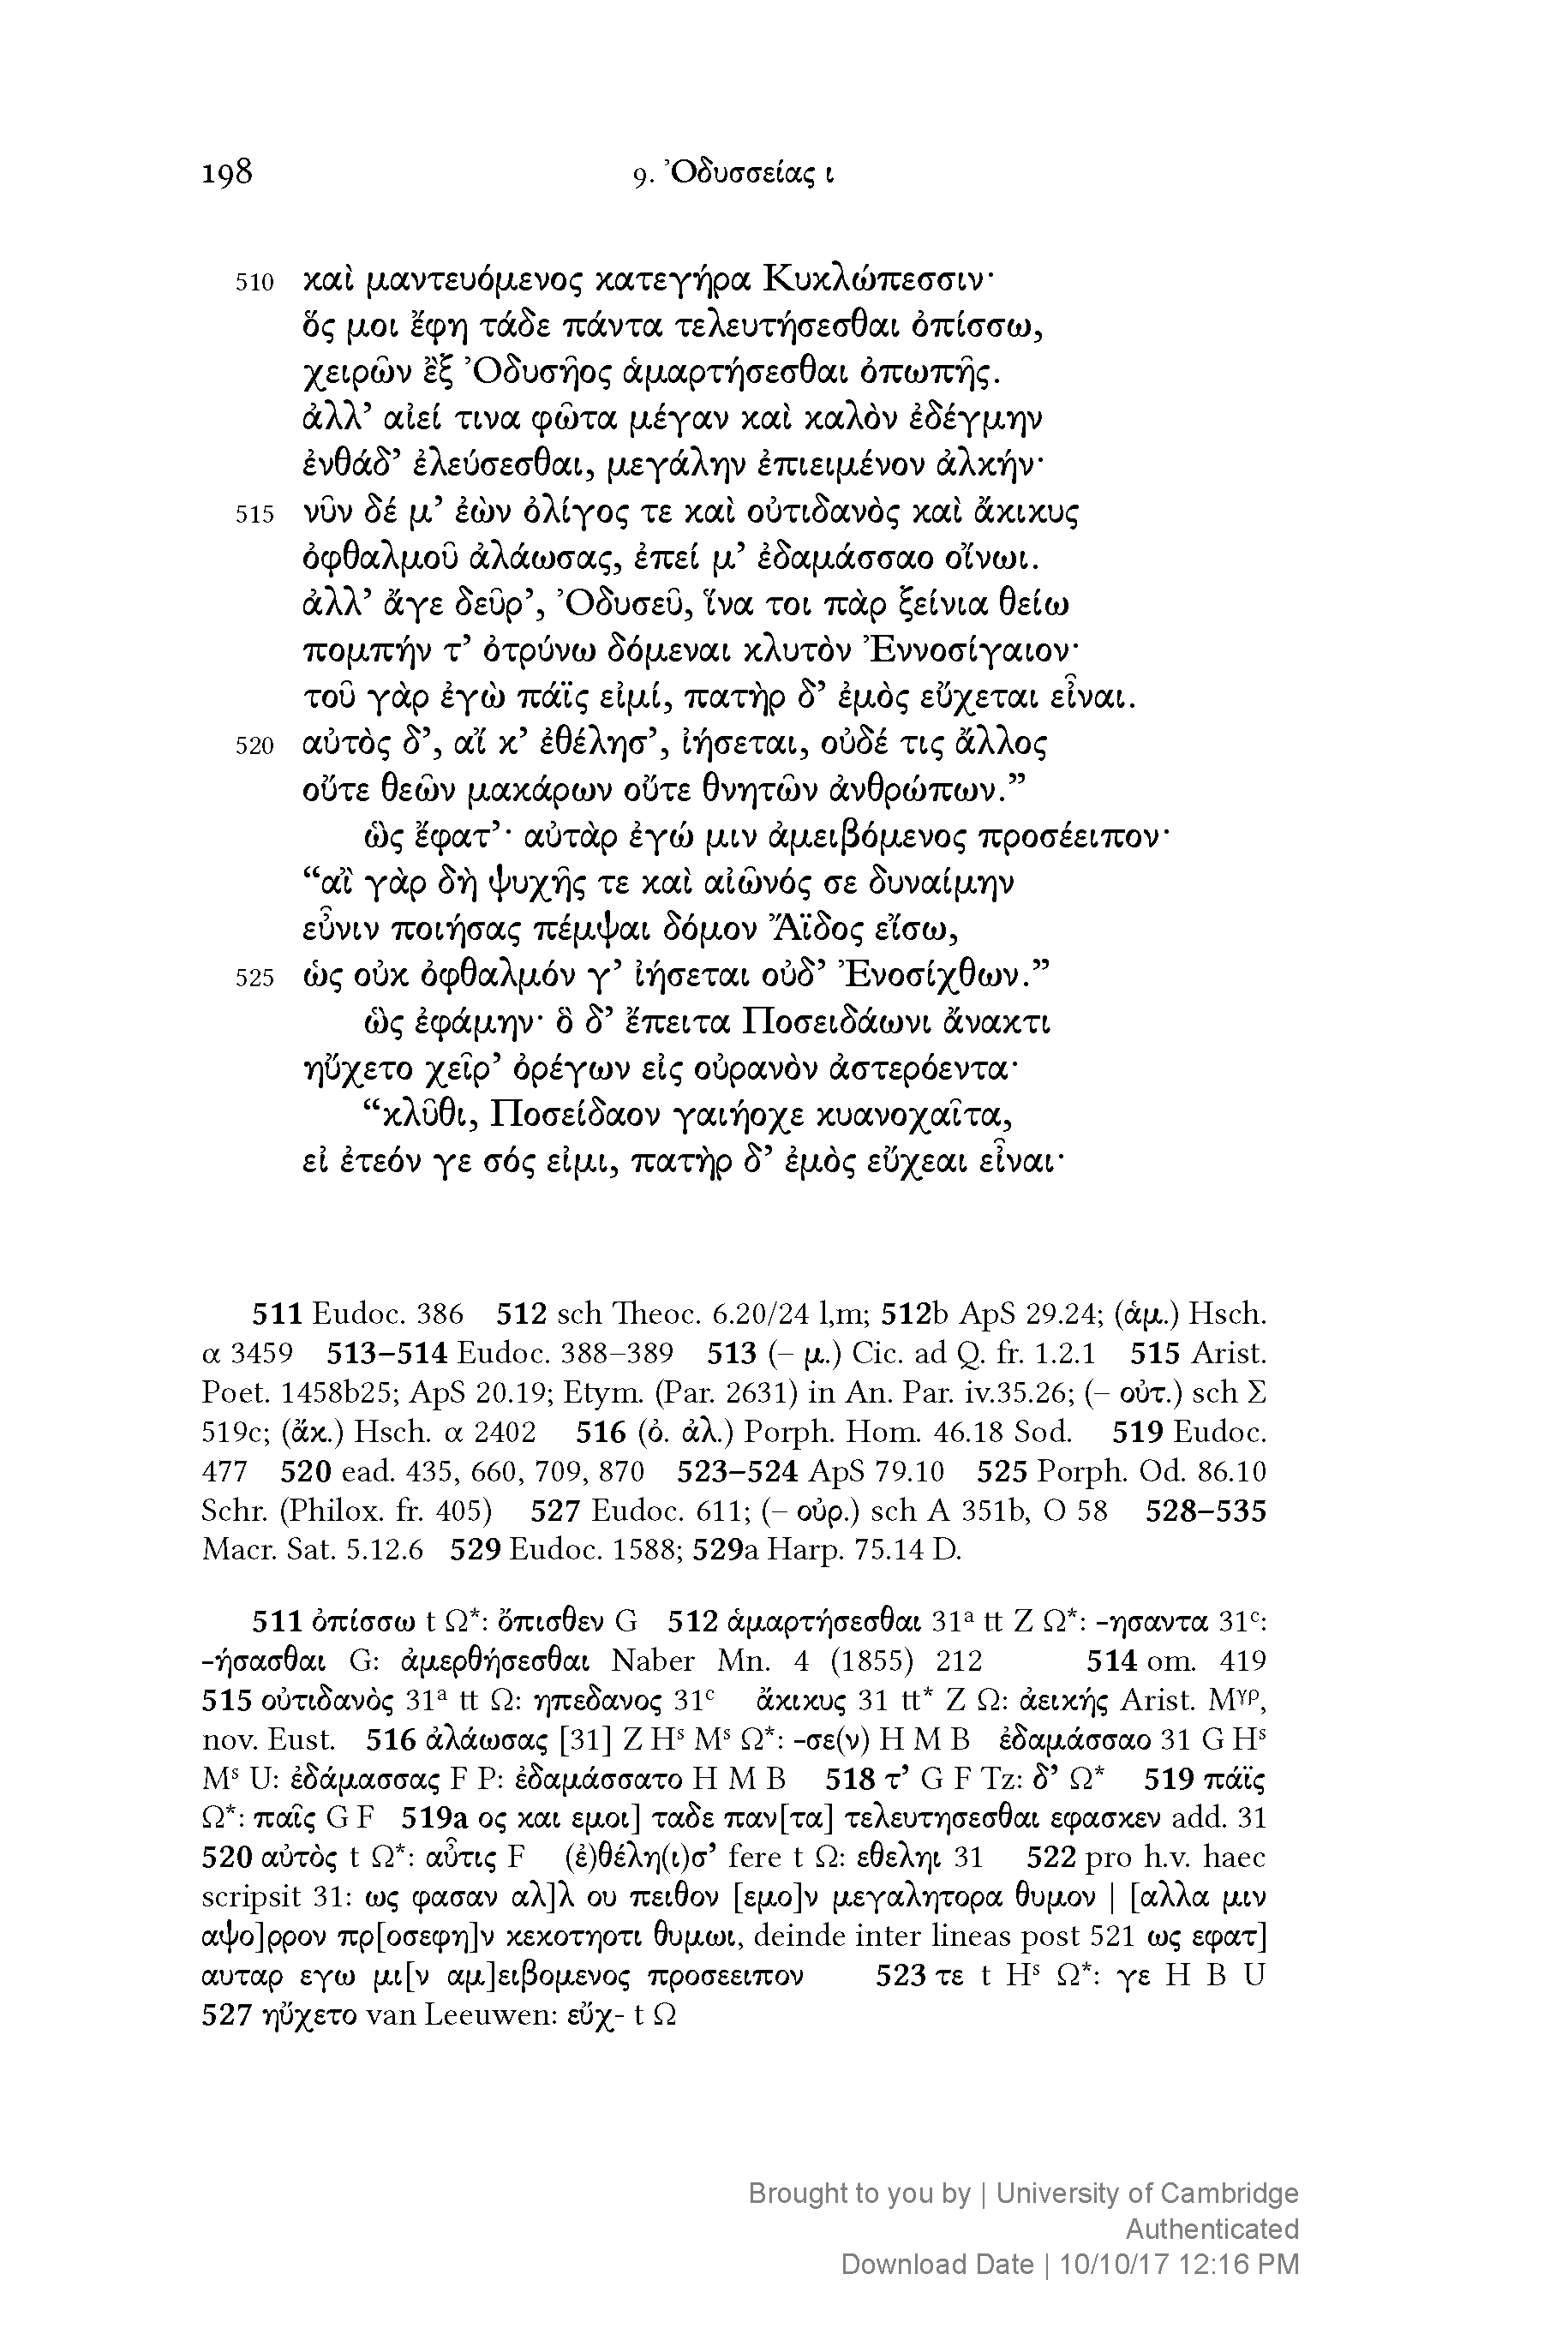 198 9. Ὀδυσσείας ι
510 καὶ μαντευόμενος κατεγήρα Κυκλώπεσσιν·
ὅς μοι ἔφη τάδε πάντα τελευτήσεσθαι ὀπίσσω,
χειρῶν ἒξ Ὀδυσῆος ἁμαρτήσεσθαι ὀπωπῆς.
ἀλλ’ αἰεί τινα φῶτα μέγαν καὶ καλὸν ἐδέγμην
ἐνθάδ’ ἐλεύσεσθαι, μεγάλην ἐπιειμένον ἀλκήν·
515 νῦν δέ μ’ ἐὼν ὀλίγος τε καὶ οὐτιδανὸς καὶ ἄκικυς
ὀφθαλμοῦ ἀλάωσας, ἐπεί μ’ ἐδαμάσσαο οἴνωι.
ἀλλ’ ἄγε δεῦρ’, Ὀδυσεῦ, ἵνα τοι πὰρ ξείνια θείω
πομπήν τ’ ὀτρύνω δόμεναι κλυτὸν Ἐννοσίγαιον·
τοῦ γὰρ ἐγὼ πάϊς εἰμί, πατὴρ δ’ ἐμὸς εὔχεται εἶναι.
520 αὐτὸς δ’, αἴ κ’ ἐθέλησ’, ἰήσεται, οὐδέ τις ἄλλος
οὔτε θεῶν μακάρων οὔτε θνητῶν ἀνθρώπων.”
ὣς ἔφατ’· αὐτὰρ ἐγώ μιν ἀμειβόμενος προσέειπον·
“αἲ γὰρ δὴ ψυχῆς τε καὶ αἰῶνός σε δυναίμην
εὖνιν ποιήσας πέμψαι δόμον Ἄϊδος εἴσω,
525 ὡς οὐκ ὀφθαλμόν γ’ ἰήσεται οὐδ’ Ἐνοσίχθων.”
ὣς ἐφάμην· ὃ δ’ ἔπειτα Ποσειδάωνι ἄνακτι
ηὔχετο χεῖρ’ ὀρέγων εἰς οὐρανὸν ἀστερόεντα·
“κλῦθι, Ποσείδαον γαιήοχε κυανοχαῖτα,
εἰ ἐτεόν γε σός εἰμι, πατὴρ δ’ ἐμὸς εὔχεαι εἶναι·
511 Eudoc. 386 512 sch Theoc. 6.20/24 l,m; 512b ApS 29.24; (ἁμ.) Hsch.
α 3459 513–514 Eudoc. 388–389 513 (– μ.) Cic. ad Q. fr. 1.2.1 515 Arist.
Poet. 1458b25; ApS 20.19; Etym. (Par. 2631) in An. Par. iv.35.26; (– οὐτ.) sch Σ
519c; (ἄκ.) Hsch. α 2402 516 (ὀ. ἀλ.) Porph. Hom. 46.18 Sod. 519 Eudoc.
477 520 ead. 435, 660, 709, 870 523–524 ApS 79.10 525 Porph. Od. 86.10
Schr. (Philox. fr. 405) 527 Eudoc. 611; (– οὐρ.) sch A 351b, O 58 528–535
Macr. Sat. 5.12.6 529 Eudoc. 1588; 529a Harp. 75.14 D.
511 ὀπίσσω t Ω*: ὄπισθεν G 512 ἁμαρτήσεσθαι 31ᵃ tt Z Ω*: -ησαντα 31ᶜ:
-ήσασθαι G: ἀμερθήσεσθαι Naber Mn. 4 (1855) 212 514 om. 419
515 οὐτιδανὸς 31ᵃ tt Ω: ηπεδανος 31ᶜ ἄκικυς 31 tt* Z Ω: ἀεικής Arist. Mᵞᵖ,
nov. Eust. 516 ἀλάωσας [31] Z Hˢ Mˢ Ω*: -σε(ν) H M B ἐδαμάσσαο 31 G Hˢ
Mˢ U: ἐδάμασσας F P: ἐδαμάσσατο H M B 518 τ’ G F Tz: δ’ Ω* 519 πάϊς
Ω*: παῖς G F 519a ος και εμοι] ταδε παν[τα] τελευτησεσθαι εφασκεν add. 31
520 αὐτὸς t Ω*: αὖτις F (ἐ)θέλη(ι)σ’ fere t Ω: εθεληι 31 522 pro h.v. haec
scripsit 31: ως φασαν αλ]λ ου πειθον [εμο]ν μεγαλητορα θυμον | [αλλα μιν
αψο]ρρον πρ[οσεφη]ν κεκοτηοτι θυμωι, deinde inter lineas post 521 ως εφατ]
αυταρ εγω μι[ν αμ]ειβομενος προσεειπον 523 τε t Hˢ Ω*: γε H B U
527 ηὔχετο van Leeuwen: εὔχ- t Ω
Brought to you by | University of Cambridge
Authenticated
Download Date | 10/10/17 12:16 PM